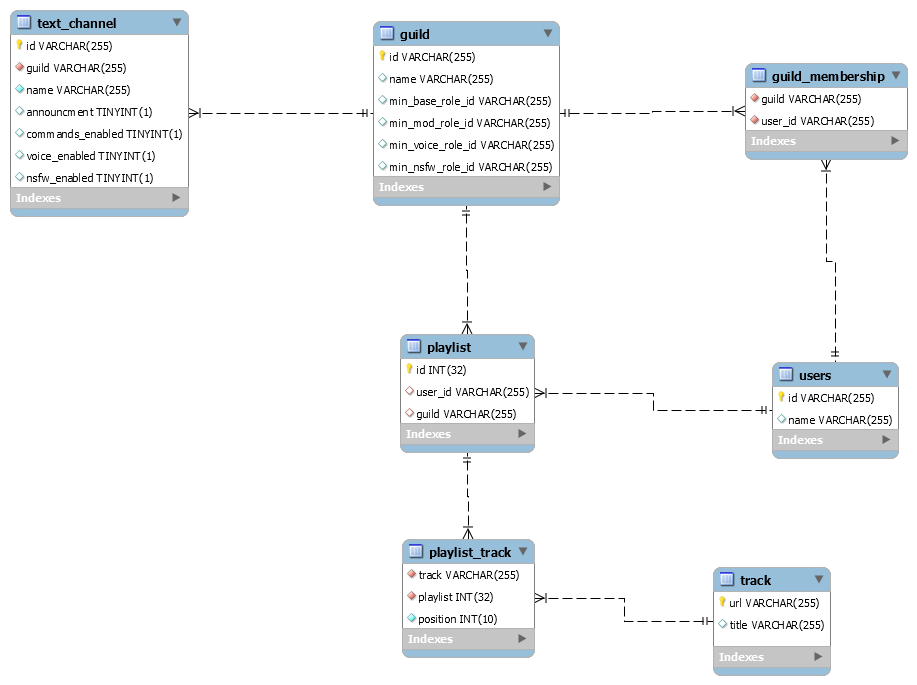 text_channel
id VARCHAR(255)
guild VARCHAR(255)
name VARCHAR(255)
announcment TINYINT(1)
commands_enabled TINYINT(1)
voice_enabled TINYINT(1)
nsfw_enabled TINYINT(1)
Indexes
guild
id VARCHAR(255)
name VARCHAR(255)
min_base_role_id VARCHAR(255)
min_mod_role_id VARCHAR(255)
min_voice_role_id VARCHAR(255)
min_nsfw_role_id VARCHAR(255)
Indexes
guild_membership
guild VARCHAR(255)
user_id VARCHAR(255)
Indexes
playlist
id INT(32)
user_id VARCHAR(255)
guild VARCHAR(255)
Indexes
users
id VARCHAR(255)
name VARCHAR(255)
Indexes
playlist_track
track VARCHAR(255)
playlist INT(32)
position INT(10)
Indexes
track
url VARCHAR(255)
title VARCHAR(255)
Indexes